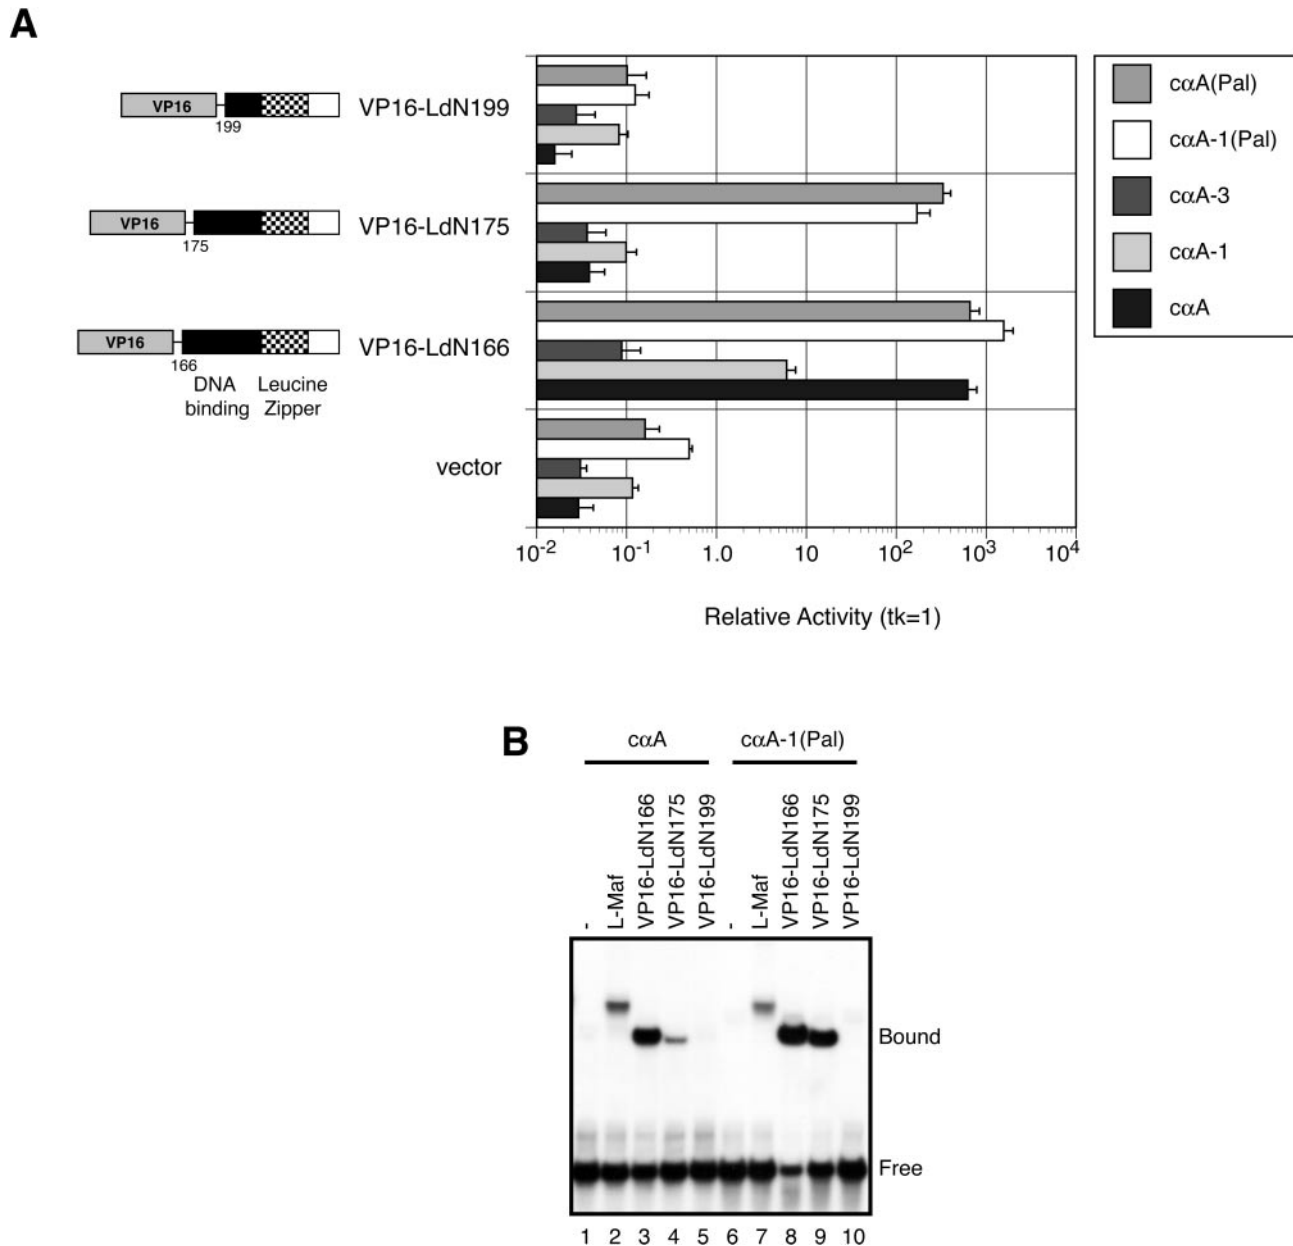 A
VP16
199
VP16-LdN199
VP16
175
VP16-LdN175
VP16
166
VP16-LdN166
DNA binding
Leucine Zipper
vector
10-2 10-1 1.0 10 102 103 104
Relative Activity (tk=1)
cαA(Pal)
cαA-1(Pal)
cαA-3
cαA-1
cαA
B
cαA cαA-1(Pal)
- L-Maf VP16-LdN166 VP16-LdN175 VP16-LdN199 - L-Maf VP16-LdN166 VP16-LdN175 VP16-LdN199
Bound
Free
1 2 3 4 5 6 7 8 9 10